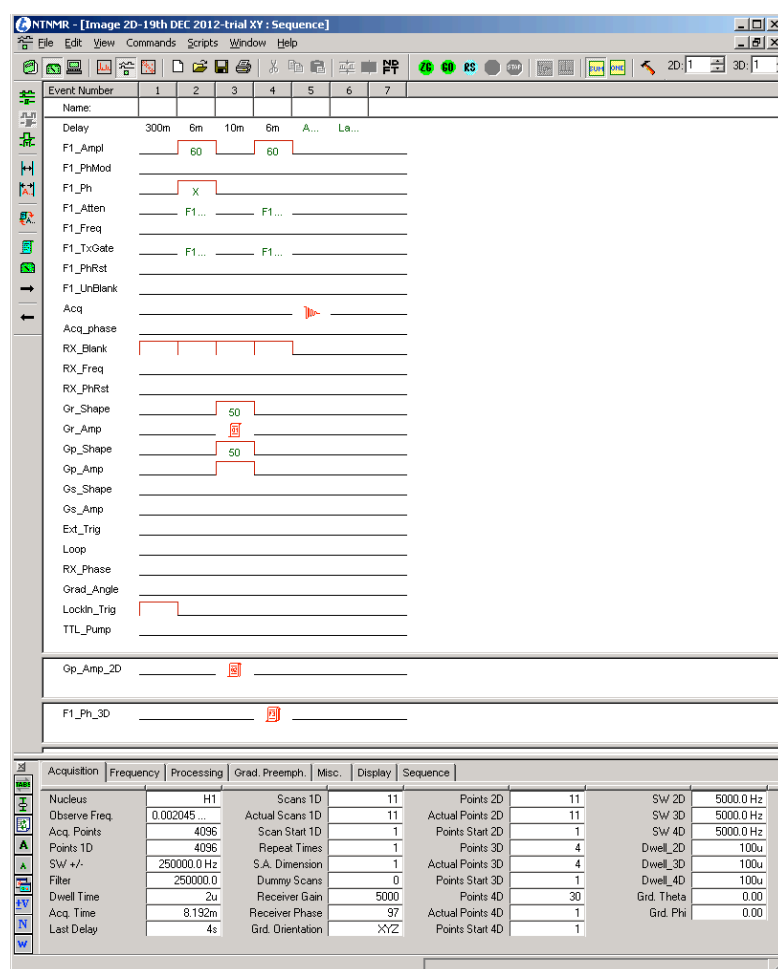 NTNMR - [Image 2D-19th DEC 2012-trial XY : Sequence]
File Edit View Commands Scripts Window Help
ND FT ZG GO RS STOP SUM ONE 2D: 1 3D: 1
Event Number 1 2 3 4 5 6 7
Name:
Delay 300m 6m 10m 6m A... La...
F1_Ampl 60 60
F1_PhMod
F1_Ph X
F1_Atten F1... F1...
F1_Freq
F1_TxGate F1... F1...
F1_PhRst
F1_UnBlank
Acq
Acq_phase
RX_Blank
RX_Freq
RX_PhRst
Gr_Shape 50
Gr_Amp
Gp_Shape 50
Gp_Amp
Gs_Shape
Gs_Amp
Ext_Trig
Loop
RX_Phase
Grad_Angle
LockIn_Trig
TTL_Pump
Gp_Amp_2D
F1_Ph_3D
Acquisition Frequency Processing Grad. Preemph. Misc. Display Sequence
Nucleus H1 Scans 1D 11 Points 2D 11 SW 2D 5000.0 Hz
Observe Freq. 0.002045 ... Actual Scans 1D 11 Actual Points 2D 11 SW 3D 5000.0 Hz
Acq. Points 4096 Scan Start 1D 1 Points Start 2D 1 SW 4D 5000.0 Hz
Points 1D 4096 Repeat Times 1 Points 3D 4 Dwell_2D 100u
SW +/- 250000.0 Hz S.A. Dimension 1 Actual Points 3D 4 Dwell_3D 100u
Filter 250000.0 Dummy Scans 0 Points Start 3D 1 Dwell_4D 100u
Dwell Time 2u Receiver Gain 5000 Points 4D 30 Grd. Theta 0.00
Acq. Time 8.192m Receiver Phase 97 Actual Points 4D 1 Grd. Phi 0.00
Last Delay 4s Grd. Orientation XYZ Points Start 4D 1